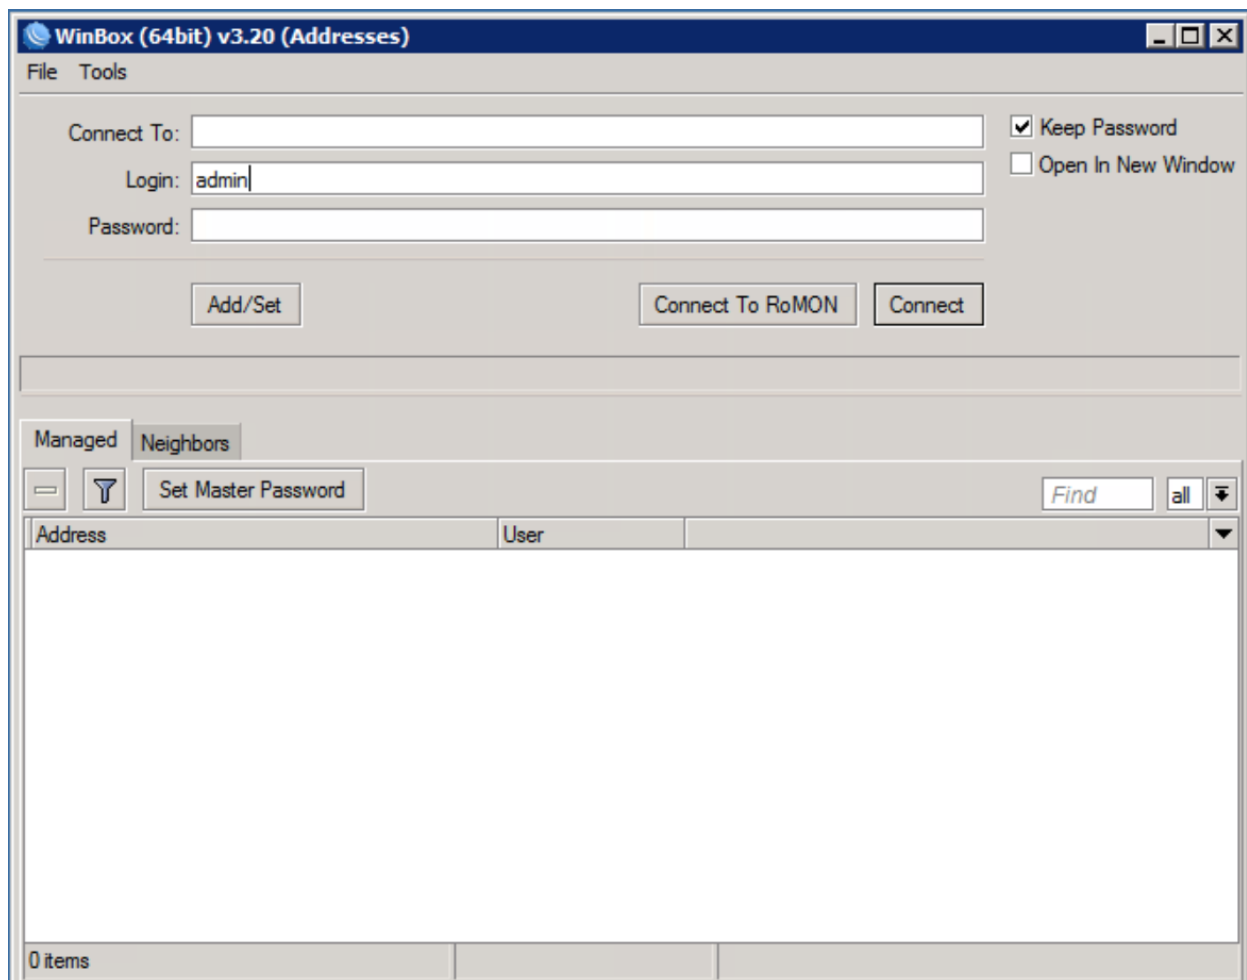 WinBox (64bit) v3.20 (Addresses)
File Tools
Connect To:
Keep Password
Login: admin
Open In New Window
Password:
Add/Set Connect To RoMON Connect
Managed Neighbors
Set Master Password Find all
Address User
0 items